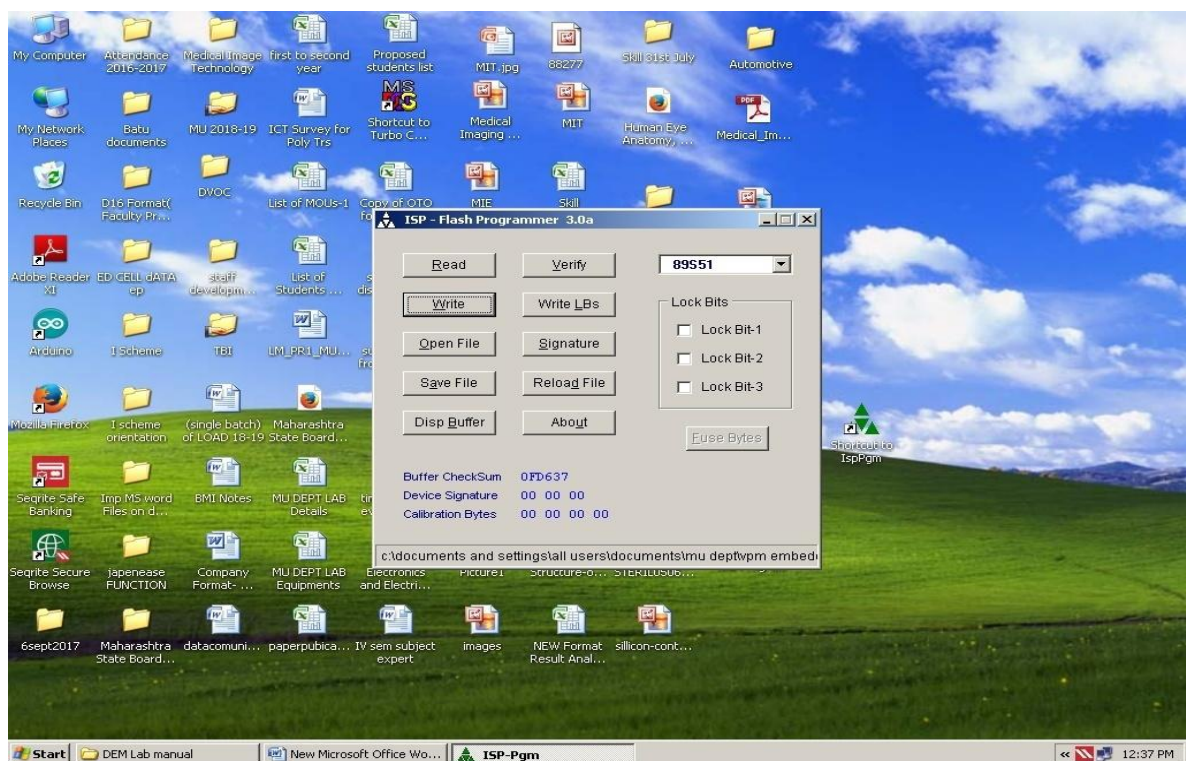 My Computer
Attendance
2016-2017
Medical Image
Technology
first to second
year
Proposed
students list
MIT.jpg
88277
Skill 31st July
Automotive
My Network
Places
Batu
documents
MU 2018-19
ICT Survey for
Poly Trs
Shortcut to
Turbo C...
Medical
Imaging ...
MIT
Human Eye
Anatomy, ...
Medical_Im...
Recycle Bin
D16 Format(
Faculty Pr...
DVOC
List of MOUs-1
Copy of OTO
MIE
Skill
ISP - Flash Programmer 3.0a
Read
Verify
89S51
Write
Write LBs
Lock Bits
Lock Bit-1
Open File
Signature
Lock Bit-2
Save File
Reload File
Lock Bit-3
Disp Buffer
About
Fuse Bytes
Buffer CheckSum 0FD637
Device Signature 00 00 00
Calibration Bytes 00 00 00 00
c:\documents and settings\all users\documents\mu dept\vpm embed
Adobe Reader
XI
ED CELL dATA
ep
staff
developm...
List of
Students ...
Arduino
I Scheme
TBI
LM_PR1_MU...
Mozilla Firefox
I scheme
orientation
(single batch)
of LOAD 18-19
Maharashtra
State Board...
Shortcut to
IspPgm
Seqrite Safe
Banking
Imp MS word
Files on d...
BMI Notes
MU DEPT LAB
Details
Seqrite Secure
Browse
japenease
FUNCTION
Company
Format- ...
MU DEPT LAB
Equipments
Electronics
and Electri...
Picture1
Structure-o...
6sept2017
Maharashtra
State Board...
datacomuni...
paperpubica...
IV sem subject
expert
images
NEW Format
Result Anal...
sillicon-cont...
Start
DEM Lab manual
New Microsoft Office Wo...
ISP-Pgm
12:37 PM